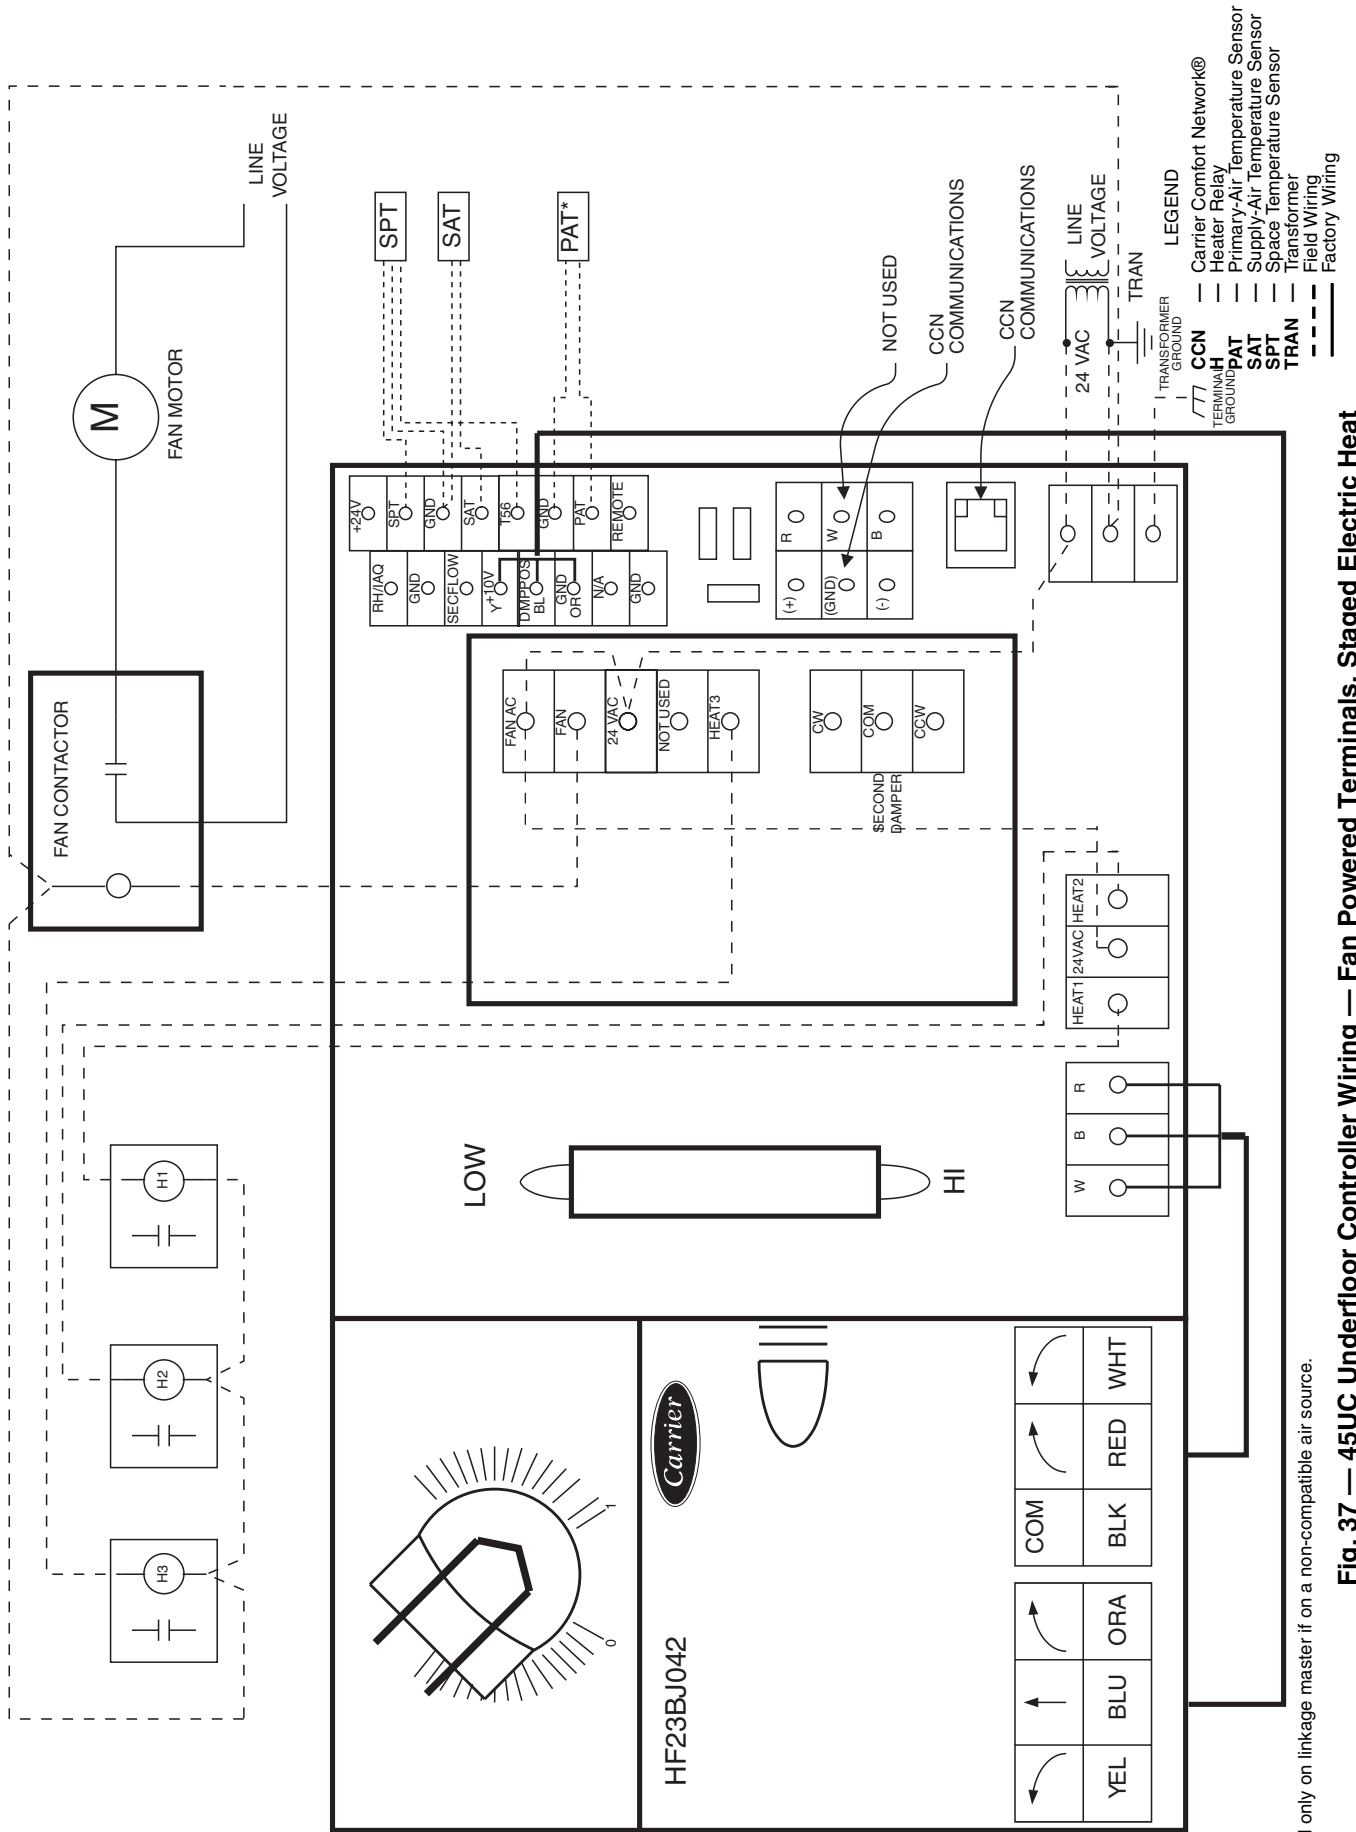 LINE
VOLTAGE
M
FAN MOTOR
FAN CONTACTOR
SPT
SAT
PAT*
NOT USED
CCN
COMMUNICATIONS
CCN
COMMUNICATIONS
LINE
VOLTAGE
24 VAC
TRAN
TRANSFORMER
GROUND
TERMINAL
GROUND
+24V
SPT
GND
SAT
T56
GND
PAT
REMOTE
RH/IAQ
GND
SECFLOW
Y +10V
DMPPOS
BL
GND
OR
N/A
GND
R
W
B
(+)
(GND)
(-)
FAN AC
FAN
24 VAC
NOT USED
HEAT3
CW
COM
CCW
SECOND
DAMPER
HEAT1
24VAC
HEAT2
W
B
R
H1
H2
H3
LOW
HI
0
1
Carrier
HF23BJ042
COM
YEL
BLU
ORA
BLK
RED
WHT
LEGEND
CCN — Carrier Comfort Network®
H — Heater Relay
PAT — Primary-Air Temperature Sensor
SAT — Supply-Air Temperature Sensor
SPT — Space Temperature Sensor
TRAN — Transformer
Field Wiring
Factory Wiring
only on linkage master if on a non-compatible air source.
Fig. 37 — 45UC Underfloor Controller Wiring — Fan Powered Terminals, Staged Electric Heat